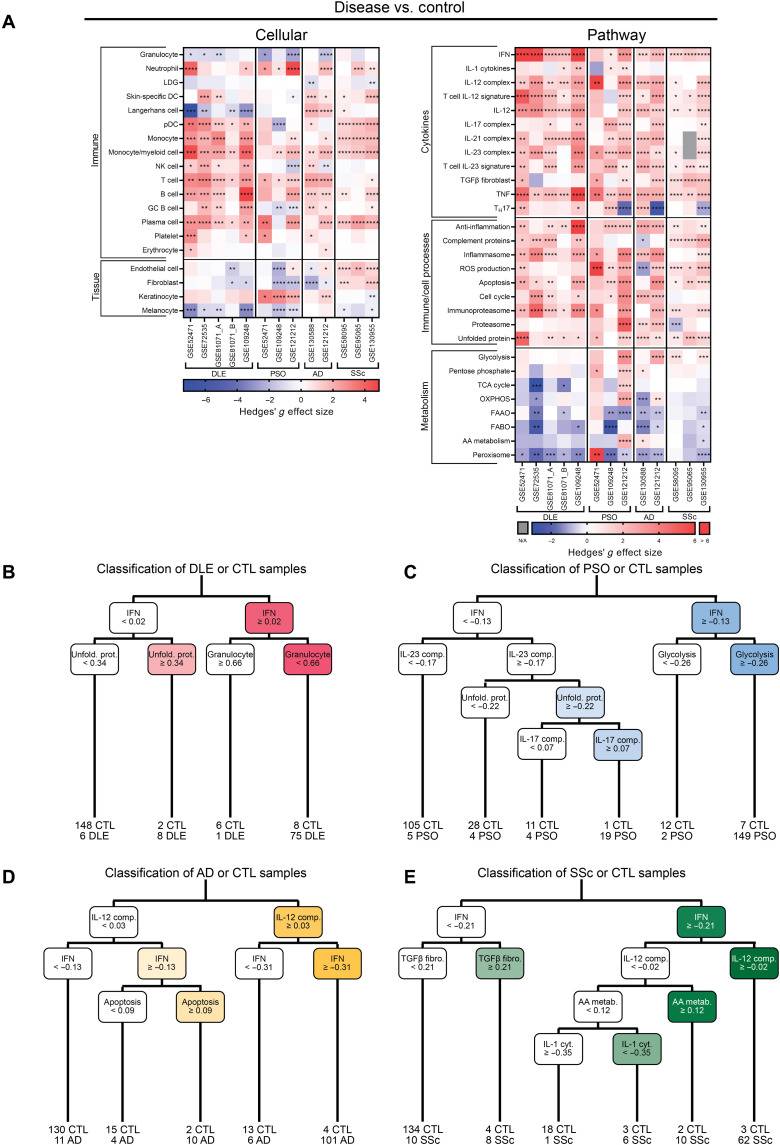 Disease vs. control
A
Cellular
Immune
Granulocyte
Neutrophil
LDG
Skin-specific DC
Langerhans cell
pDC
Monocyte
Monocyte/myeloid cell
NK cell
T cell
B cell
GC B cell
Plasma cell
Platelet
Erythrocyte
Tissue
Endothelial cell
Fibroblast
Keratinocyte
Melanocyte
GSE52471
GSE72535
GSE81071_A
GSE81071_B
GSE109248
GSE52471
GSE109248
GSE121212
GSE130588
GSE121212
GSE58095
GSE95065
GSE130955
DLE PSO AD SSc
−6 −4 −2 0 2 4
Hedges' g effect size
Pathway
Cytokines
IFN
IL-1 cytokines
IL-12 complex
T cell IL-12 signature
IL-12
IL-17 complex
IL-21 complex
IL-23 complex
T cell IL-23 signature
TGFβ fibroblast
TNF
TH17
Immune/cell processes
Anti-inflammation
Complement proteins
Inflammasome
ROS production
Apoptosis
Cell cycle
Immunoproteasome
Proteasome
Unfolded protein
Metabolism
Glycolysis
Pentose phosphate
TCA cycle
OXPHOS
FAAO
FABO
AA metabolism
Peroxisome
GSE52471
GSE72535
GSE81071_A
GSE81071_B
GSE109248
GSE52471
GSE109248
GSE121212
GSE130588
GSE121212
GSE58095
GSE95065
GSE130955
DLE PSO AD SSc
N/A −2 0 2 4 6 > 6
Hedges' g effect size
B
Classification of DLE or CTL samples
IFN
< 0.02
IFN
≥ 0.02
Unfold. prot.
< 0.34
Unfold. prot.
≥ 0.34
Granulocyte
≥ 0.66
Granulocyte
< 0.66
148 CTL
6 DLE
2 CTL
8 DLE
6 CTL
1 DLE
8 CTL
75 DLE
C
Classification of PSO or CTL samples
IFN
< −0.13
IFN
≥ −0.13
IL-23 comp.
< −0.17
IL-23 comp.
≥ −0.17
Glycolysis
< −0.26
Glycolysis
≥ −0.26
Unfold. prot.
< −0.22
Unfold. prot.
≥ −0.22
IL-17 comp.
< 0.07
IL-17 comp.
≥ 0.07
105 CTL
5 PSO
28 CTL
4 PSO
11 CTL
4 PSO
1 CTL
19 PSO
12 CTL
2 PSO
7 CTL
149 PSO
D
Classification of AD or CTL samples
IL-12 comp.
< 0.03
IL-12 comp.
≥ 0.03
IFN
< −0.13
IFN
≥ −0.13
IFN
< −0.31
IFN
≥ −0.31
Apoptosis
< 0.09
Apoptosis
≥ 0.09
130 CTL
11 AD
15 CTL
4 AD
2 CTL
10 AD
13 CTL
6 AD
4 CTL
101 AD
E
Classification of SSc or CTL samples
IFN
< −0.21
IFN
≥ −0.21
TGFβ fibro.
< 0.21
TGFβ fibro.
≥ 0.21
IL-12 comp.
< −0.02
IL-12 comp.
≥ −0.02
AA metab.
< 0.12
AA metab.
≥ 0.12
IL-1 cyt.
≥ −0.35
IL-1 cyt.
< −0.35
134 CTL
10 SSc
4 CTL
8 SSc
18 CTL
1 SSc
3 CTL
6 SSc
2 CTL
10 SSc
3 CTL
62 SSc